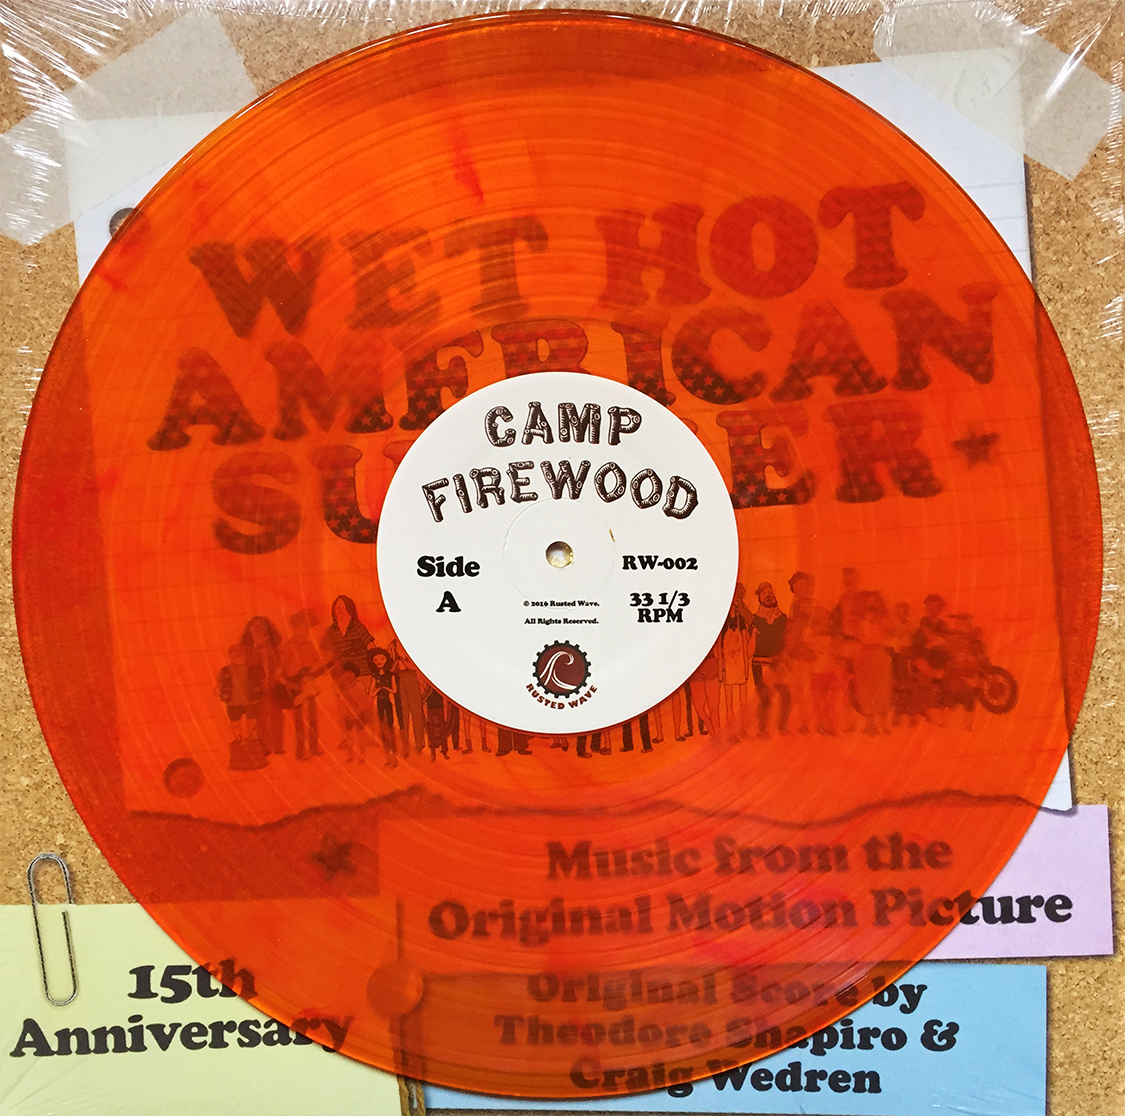 WET HOT
AMERICAN
SUMMER
CAMP
FIREWOOD
Side
A
RW-002
33 1/3
RPM
© 2016 Rusted Wave.
All Rights Reserved.
RUSTED WAVE
Music from the
Original Motion Picture
15th
Anniversary
Original Score by
Theodore Shapiro &
Craig Wedren